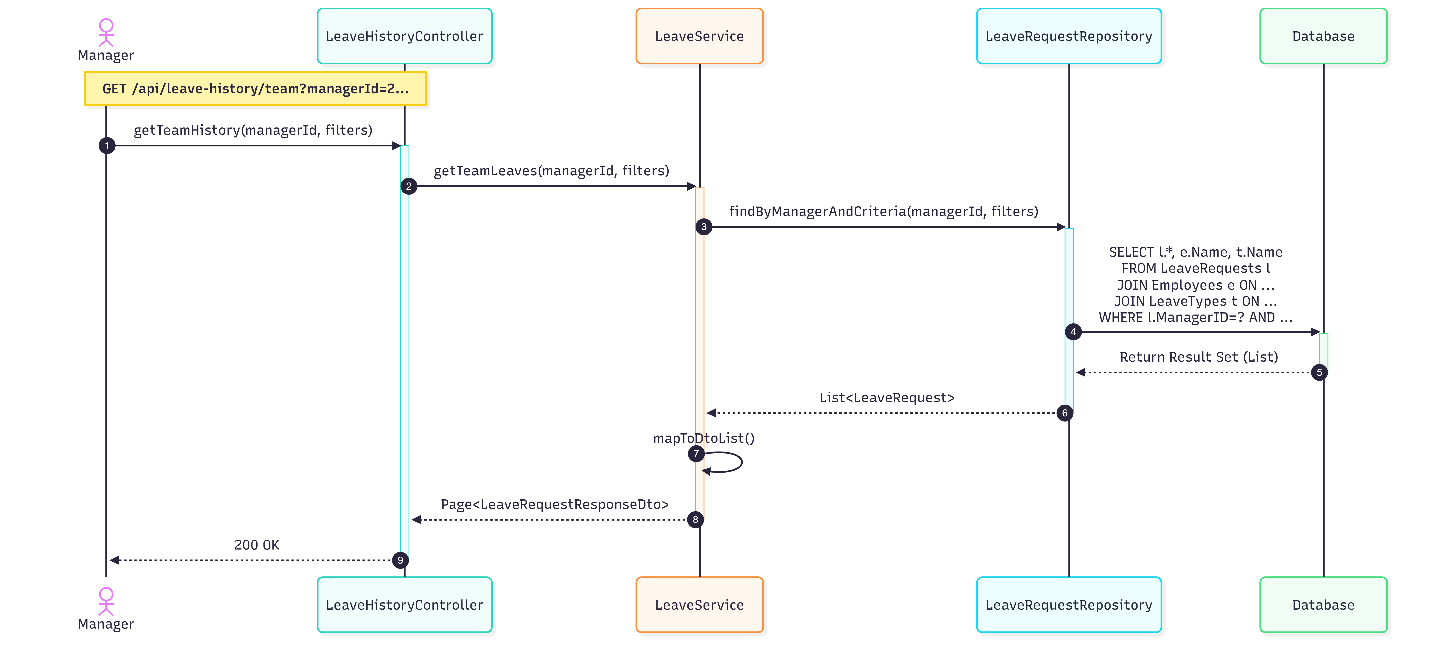 LeaveHistoryController
LeaveService
LeaveRequestRepository
Database
Manager
GET /api/leave-history/team?managerId=2...
getTeamHistory(managerId, filters)
1
getTeamLeaves(managerId, filters)
2
findByManagerAndCriteria(managerId, filters)
3
SELECT l.*, e.Name, t.Name
FROM LeaveRequests l
JOIN Employees e ON ...
JOIN LeaveTypes t ON ...
WHERE l.ManagerID=? AND ...
4
Return Result Set (List)
5
List<LeaveRequest>
6
mapToDtoList()
7
Page<LeaveRequestResponseDto>
8
200 OK
9
LeaveHistoryController
LeaveService
LeaveRequestRepository
Database
Manager